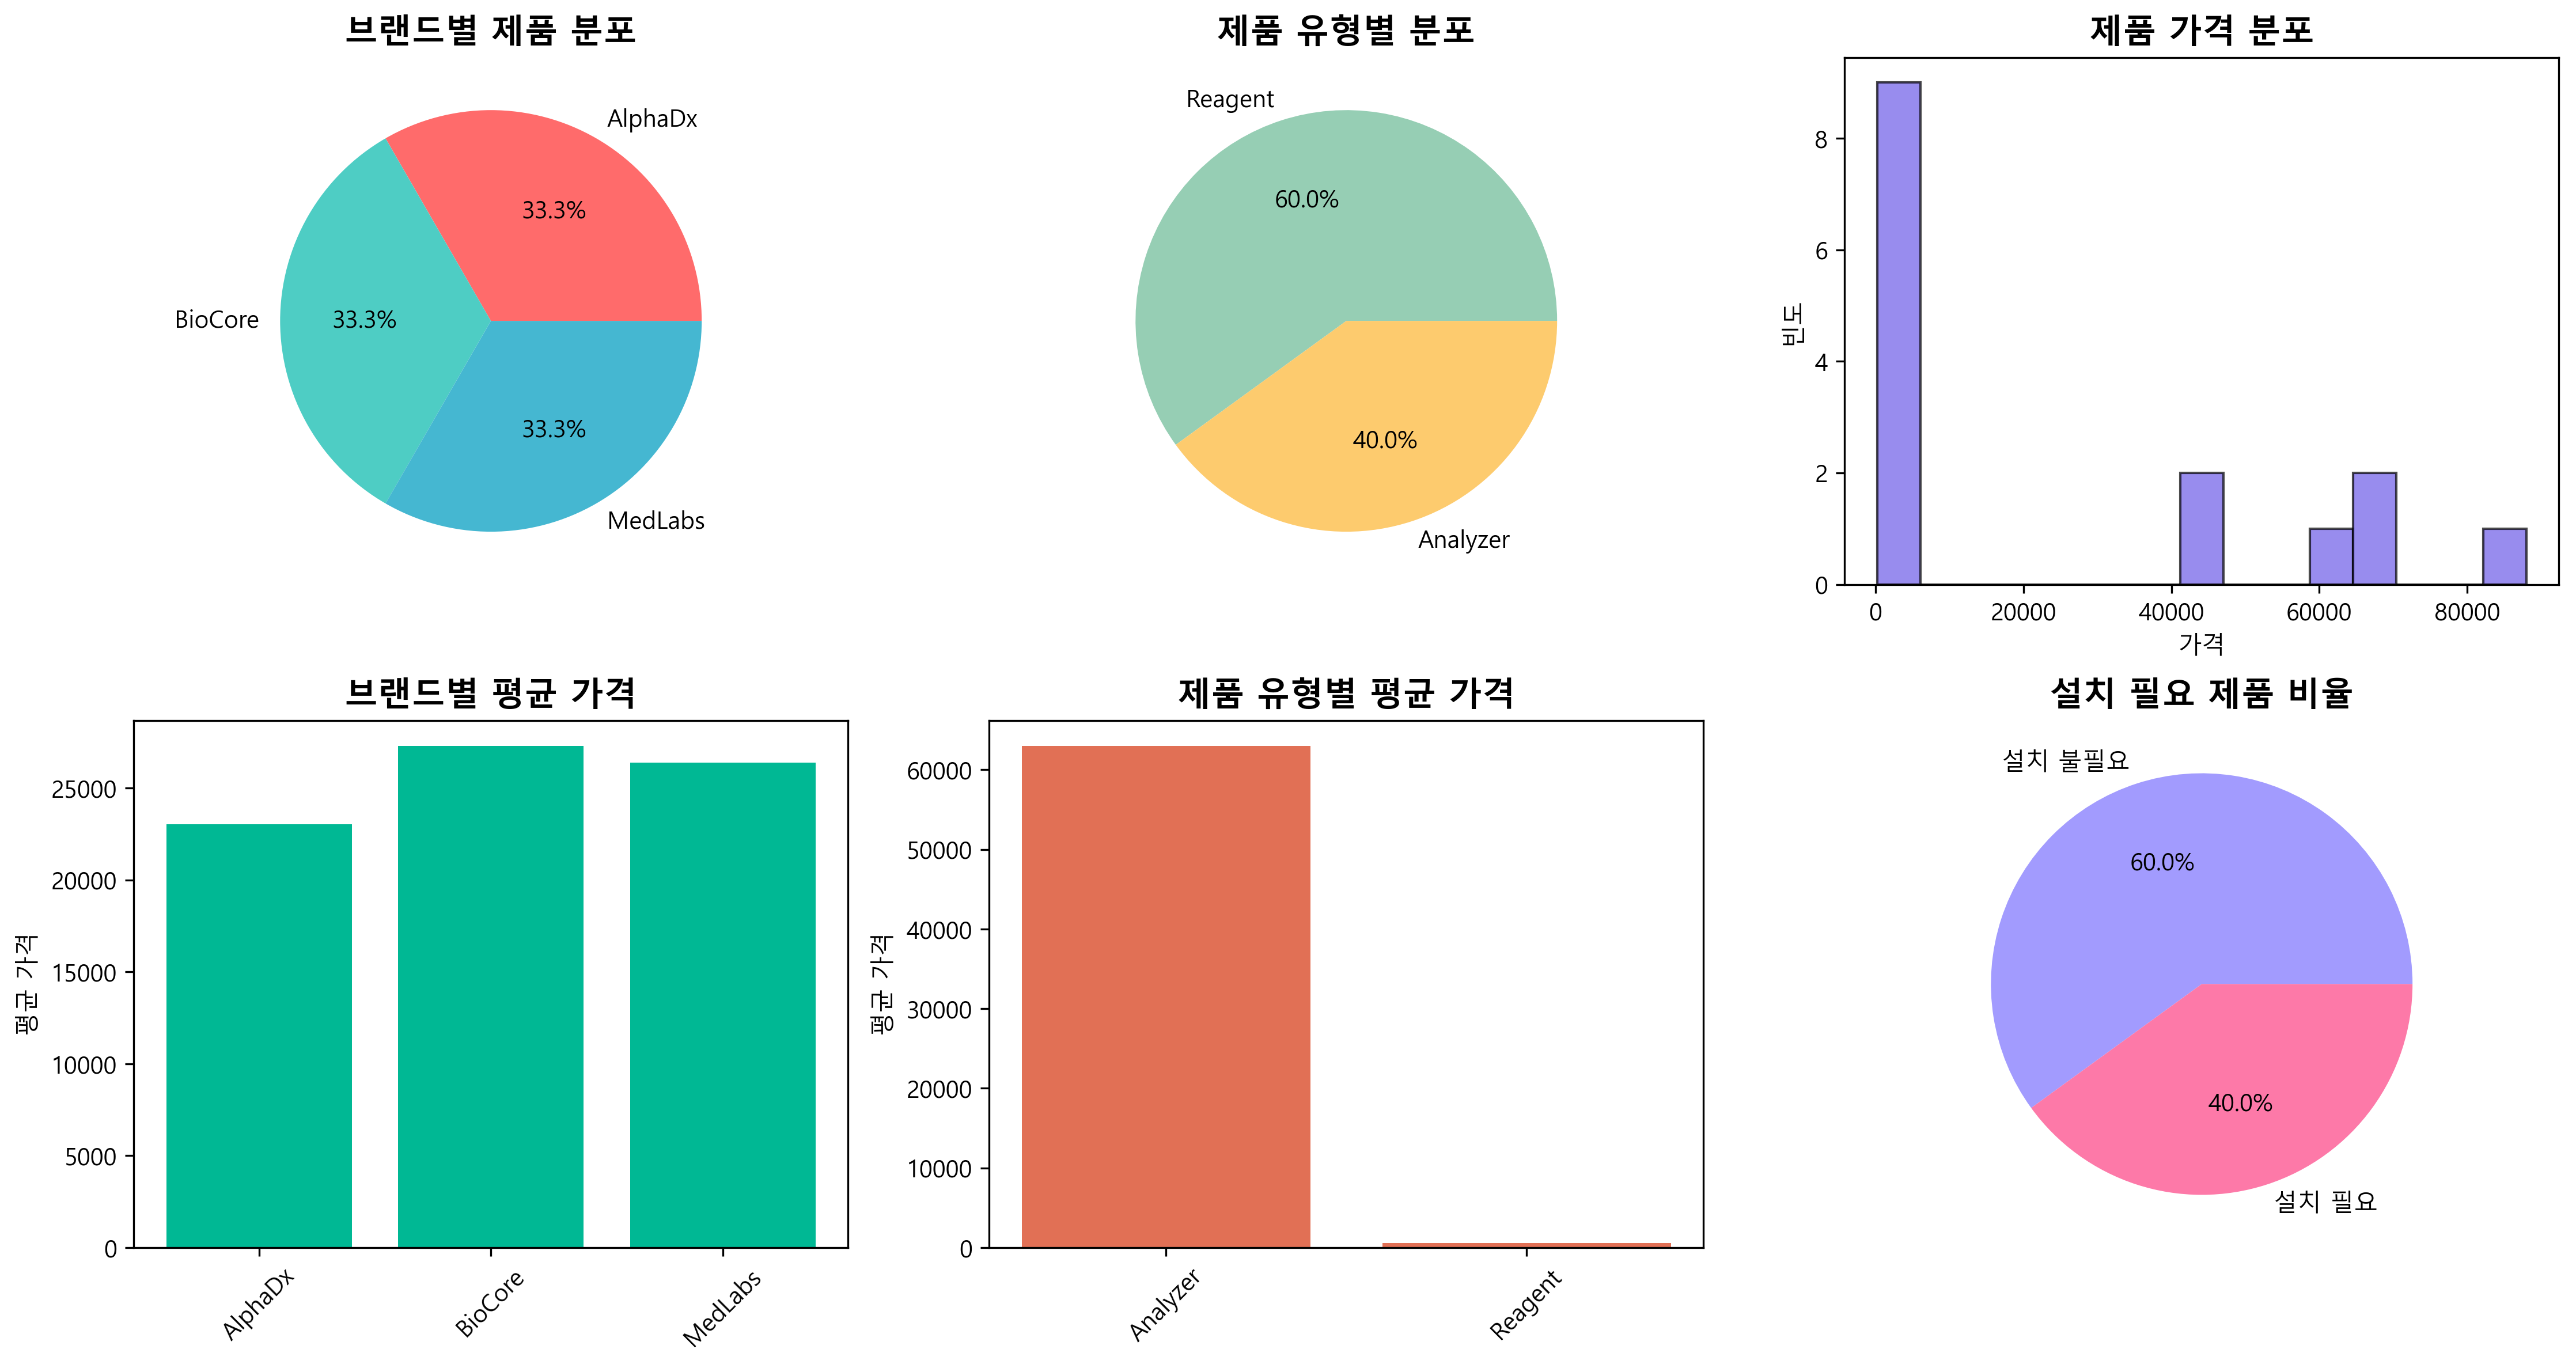 브랜드별 제품 분포
AlphaDx
33.3%
BioCore
33.3%
33.3%
MedLabs
제품 유형별 분포
Reagent
60.0%
40.0%
Analyzer
제품 가격 분포
빈도
8
6
4
2
0
0
20000
40000
60000
80000
가격
브랜드별 평균 가격
평균 가격
25000
20000
15000
10000
5000
0
AlphaDx
BioCore
MedLabs
제품 유형별 평균 가격
평균 가격
60000
50000
40000
30000
20000
10000
0
Analyzer
Reagent
설치 필요 제품 비율
설치 불필요
60.0%
40.0%
설치 필요